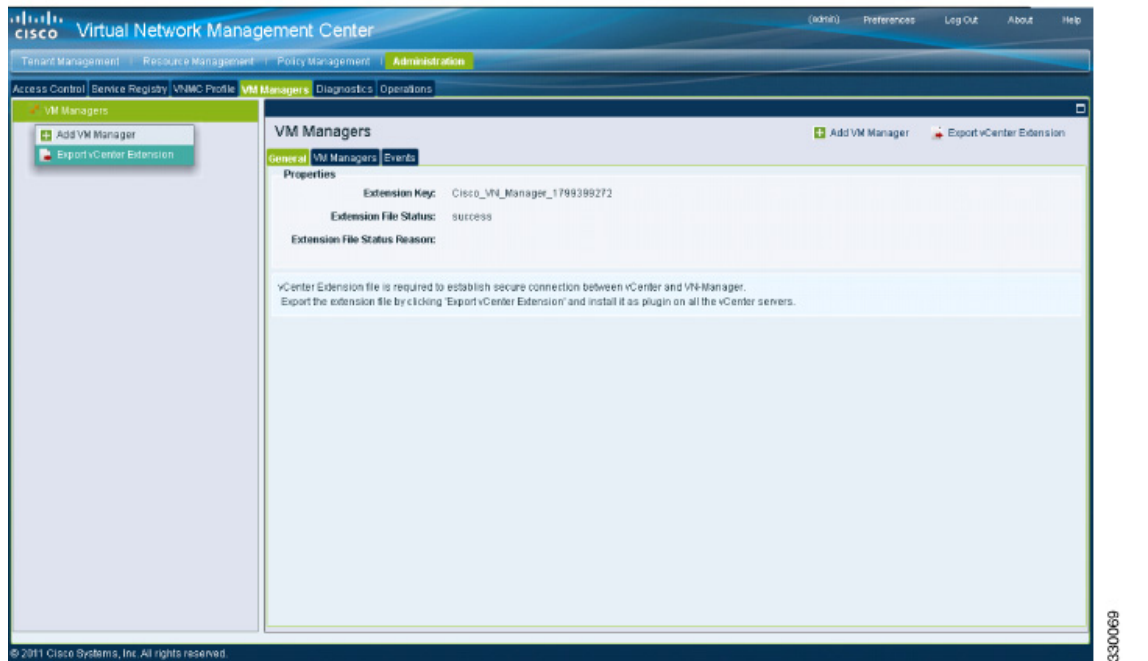 cisco Virtual Network Management Center
(admin) Preferences Log Out About Help
Tenant Management | Resource Management | Policy Management | Administration
Access Control Service Registry VNMC Profile VM Managers Diagnostics Operations
VM Managers
Add VM Manager
Export vCenter Extension
VM Managers
Add VM Manager Export vCenter Extension
General VM Managers Events
Properties
Extension Key: Cisco_VN_Manager_1799399272
Extension File Status: success
Extension File Status Reason:
vCenter Extension file is required to establish secure connection between vCenter and VN-Manager.
Export the extension file by clicking 'Export vCenter Extension' and install it as plugin on all the vCenter servers.
© 2011 Cisco Systems, Inc. All rights reserved.
330069